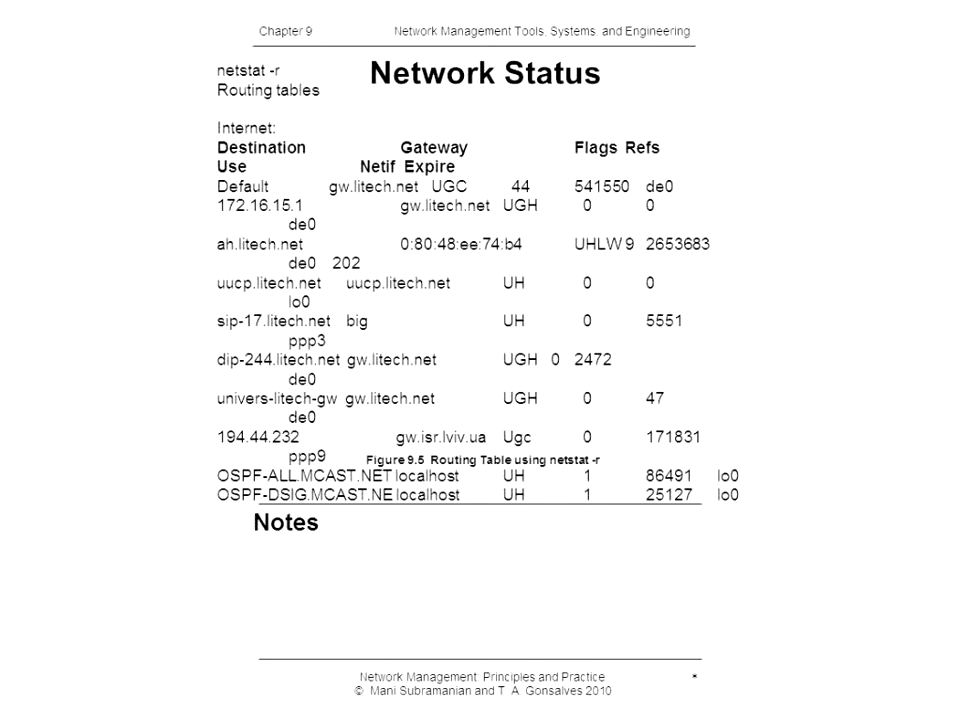 Chapter 9 Network Management Tools, Systems, and Engineering
Network Status
netstat -r
Routing tables
Internet:
Destination Gateway Flags Refs
Use Netif Expire
Default gw.litech.net UGC 44 541550 de0
172.16.15.1 gw.litech.net UGH 0 0
de0
ah.litech.net 0:80:48:ee:74:b4 UHLW 9 2653683
de0 202
uucp.litech.net uucp.litech.net UH 0 0
lo0
sip-17.litech.net big UH 0 5551
ppp3
dip-244.litech.net gw.litech.net UGH 0 2472
de0
univers-litech-gw gw.litech.net UGH 0 47
de0
194.44.232 gw.isr.lviv.ua Ugc 0 171831
ppp9
Figure 9.5 Routing Table using netstat -r
OSPF-ALL.MCAST.NET localhost UH 1 86491 lo0
OSPF-DSIG.MCAST.NE localhost UH 1 25127 lo0
Notes
Network Management: Principles and Practice *
© Mani Subramanian and T. A. Gonsalves 2010